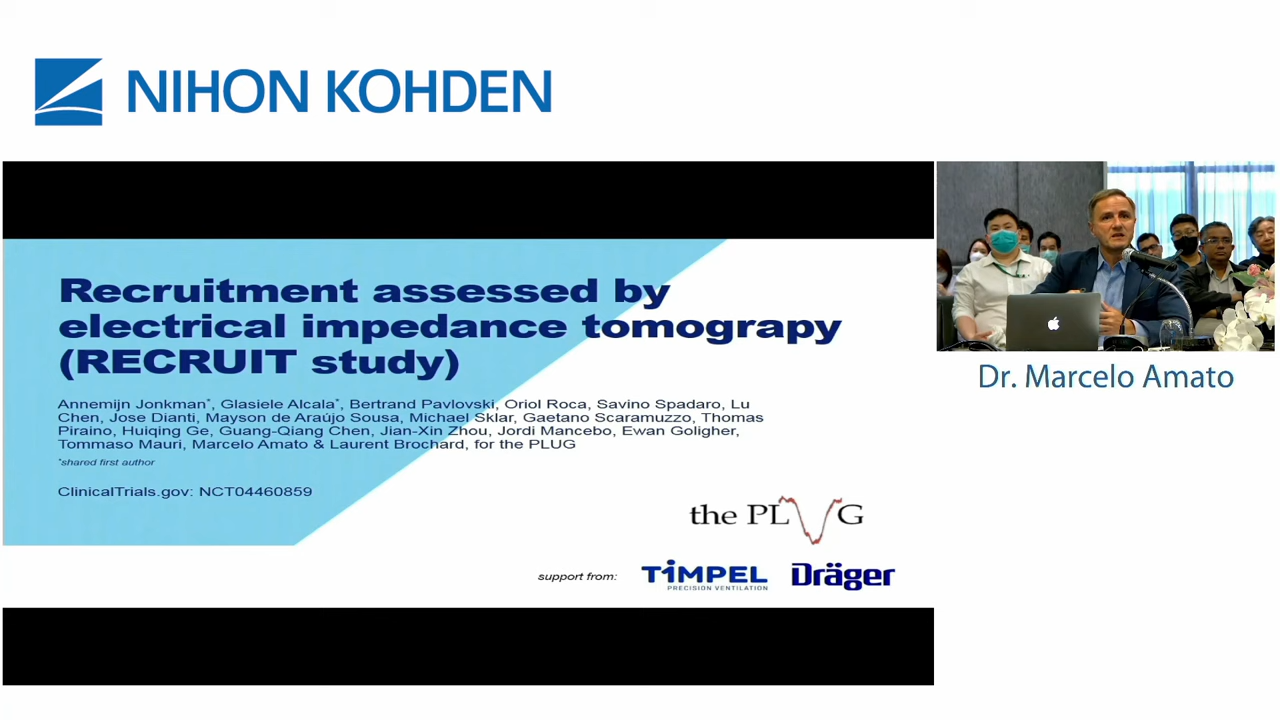 NIHON KOHDEN
Recruitment assessed by
electrical impedance tomograpy
(RECRUIT study)
Annemijn Jonkman*, Glasiele Alcala*, Bertrand Pavlovski, Oriol Roca, Savino Spadaro, Lu
Chen, Jose Dianti, Mayson de Araújo Sousa, Michael Sklar, Gaetano Scaramuzzo, Thomas
Piraino, Huiqing Ge, Guang-Qiang Chen, Jian-Xin Zhou, Jordi Mancebo, Ewan Goligher,
Tommaso Mauri, Marcelo Amato & Laurent Brochard, for the PLUG
*shared first author
ClinicalTrials.gov: NCT04460859
the PLUG
support from:
TIMPEL
PRECISION VENTILATION
Dräger
Dr. Marcelo Amato